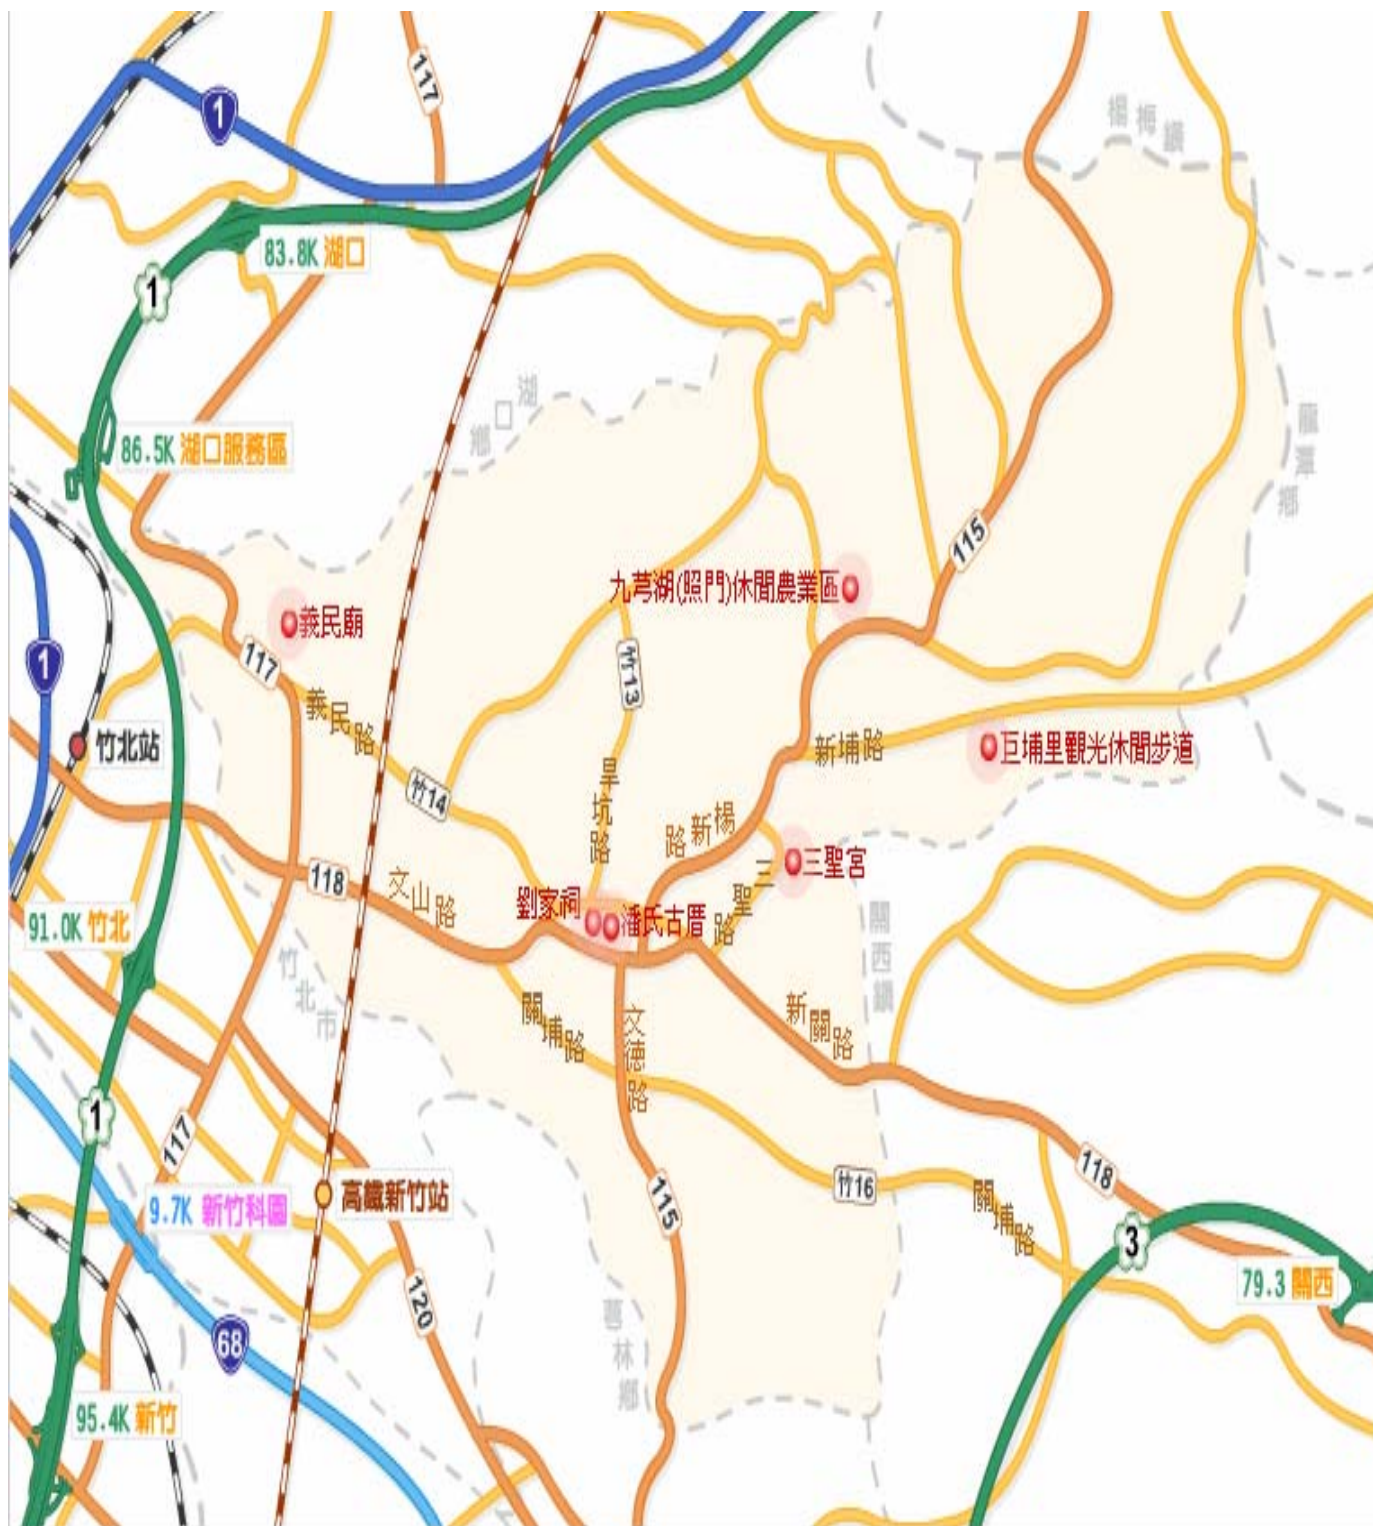 117
1
楊梅鎮
83.8K 湖口
1
湖口鄉
86.5K 湖口服務區
115
九芎湖(照門)休閒農業區
義民廟
1
117
竹13
義民路
竹北站
新埔路
巨埔里觀光休閒步道
竹14
旱坑路
新楊路
三聖宮
118
文山路
三聖路
劉家祠
潘氏古厝
91.0K 竹北
關西鎮
竹北市
關埔路
文德路
新關路
1
117
118
竹16
115
9.7K 新竹科園
高鐵新竹站
關埔路
3
79.3 關西
120
68
芎林鄉
95.4K 新竹